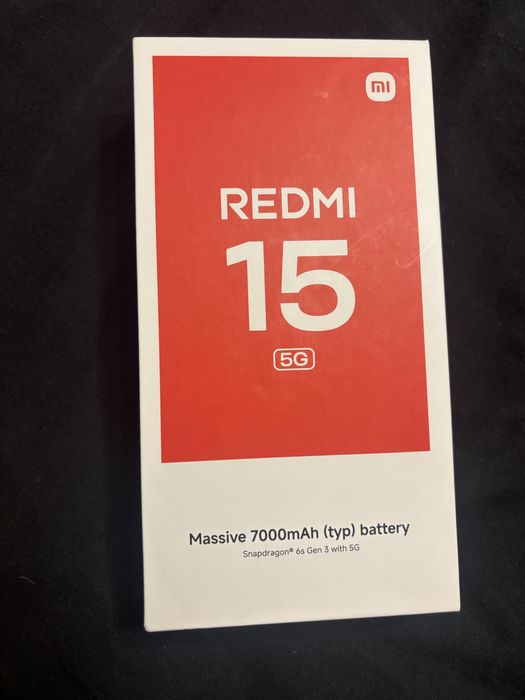 mi
REDMI
15
5G
Massive 7000mAh (typ) battery
Snapdragon® 6s Gen 3 with 5G